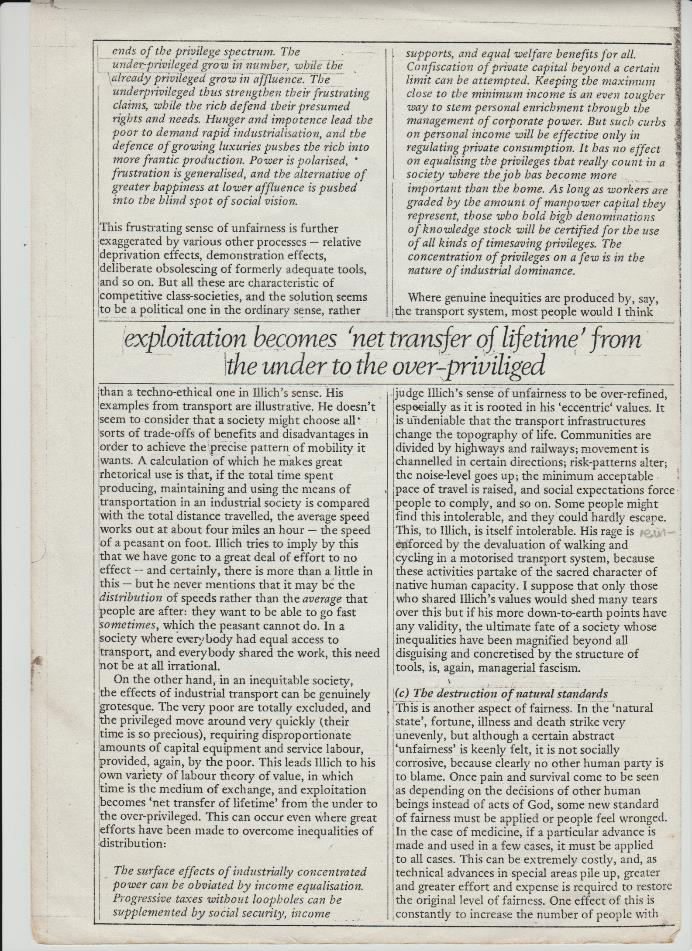 ends of the privilege spectrum. The
under-privileged grow in number, while the
already privileged grow in affluence. The
underprivileged thus strengthen their frustrating
claims, while the rich defend their presumed
rights and needs. Hunger and impotence lead the
poor to demand rapid industrialisation, and the
defence of growing luxuries pushes the rich into
more frantic production. Power is polarised,
frustration is generalised, and the alternative of
greater happiness at lower affluence is pushed
into the blind spot of social vision.
This frustrating sense of unfairness is further
exaggerated by various other processes — relative
deprivation effects, demonstration effects,
deliberate obsolescing of formerly adequate tools,
and so on. But all these are characteristic of
competitive class-societies, and the solution seems
to be a political one in the ordinary sense, rather
supports, and equal welfare benefits for all.
Confiscation of private capital beyond a certain
limit can be attempted. Keeping the maximum
close to the minimum income is an even tougher
way to stem personal enrichment through the
management of corporate power. But such curbs
on personal income will be effective only in
regulating private consumption. It has no effect
on equalising the privileges that really count in a
society where the job has become more
important than the home. As long as workers are
graded by the amount of manpower capital they
represent, those who hold high denominations
of knowledge stock will be certified for the use
of all kinds of timesaving privileges. The
concentration of privileges on a few is in the
nature of industrial dominance.
Where genuine inequities are produced by, say,
the transport system, most people would I think
exploitation becomes ‘net transfer of lifetime’ from
the under to the over-priviliged
than a techno-ethical one in Illich's sense. His
examples from transport are illustrative. He doesn't
seem to consider that a society might choose all
sorts of trade-offs of benefits and disadvantages in
order to achieve the precise pattern of mobility it
wants. A calculation of which he makes great
rhetorical use is that, if the total time spent
producing, maintaining and using the means of
transportation in an industrial society is compared
with the total distance travelled, the average speed
works out at about four miles an hour — the speed
of a peasant on foot. Illich tries to imply by this
that we have gone to a great deal of effort to no
effect — and certainly, there is more than a little in
this — but he never mentions that it may be the
distribution of speeds rather than the average that
people are after: they want to be able to go fast
sometimes, which the peasant cannot do. In a
society where everybody had equal access to
transport, and everybody shared the work, this need
not be at all irrational.
On the other hand, in an inequitable society,
the effects of industrial transport can be genuinely
grotesque. The very poor are totally excluded, and
the privileged move around very quickly (their
time is so precious), requiring disproportionate
amounts of capital equipment and service labour,
provided, again, by the poor. This leads Illich to his
own variety of labour theory of value, in which
time is the medium of exchange, and exploitation
becomes ‘net transfer of lifetime’ from the under to
the over-privileged. This can occur even where great
efforts have been made to overcome inequalities of
distribution:
The surface effects of industrially concentrated
power can be obviated by income equalisation.
Progressive taxes without loopholes can be
supplemented by social security, income
judge Illich's sense of unfairness to be over-refined,
especially as it is rooted in his ‘eccentric‘ values. It
is undeniable that the transport infrastructures
change the topography of life. Communities are
divided by highways and railways; movement is
channelled in certain directions; risk-patterns alter;
the noise-level goes up; the minimum acceptable
pace of travel is raised, and social expectations force
people to comply, and so on. Some people might
find this intolerable, and they could hardly escape.
This, to Illich, is itself intolerable. His rage is rein-
enforced by the devaluation of walking and
cycling in a motorised transport system, because
these activities partake of the sacred character of
native human capacity. I suppose that only those
who shared Illich's values would shed many tears
over this but if his more down-to-earth points have
any validity, the ultimate fate of a society whose
inequalities have been magnified beyond all
disguising and concretised by the structure of
tools, is, again, managerial fascism.
(c) The destruction of natural standards
This is another aspect of fairness. In the ‘natural
state’, fortune, illness and death strike very
unevenly, but although a certain abstract
‘unfairness’ is keenly felt, it is not socially
corrosive, because clearly no other human party is
to blame. Once pain and survival come to be seen
as depending on the decisions of other human
beings instead of acts of God, some new standard
of fairness must be applied or people feel wronged.
In the case of medicine, if a particular advance is
made and used in a few cases, it must be applied
to all cases. This can be extremely costly, and, as
technical advances in special areas pile up, greater
and greater effort and expense is required to restore
the original level of fairness. One effect of this is
constantly to increase the number of people with